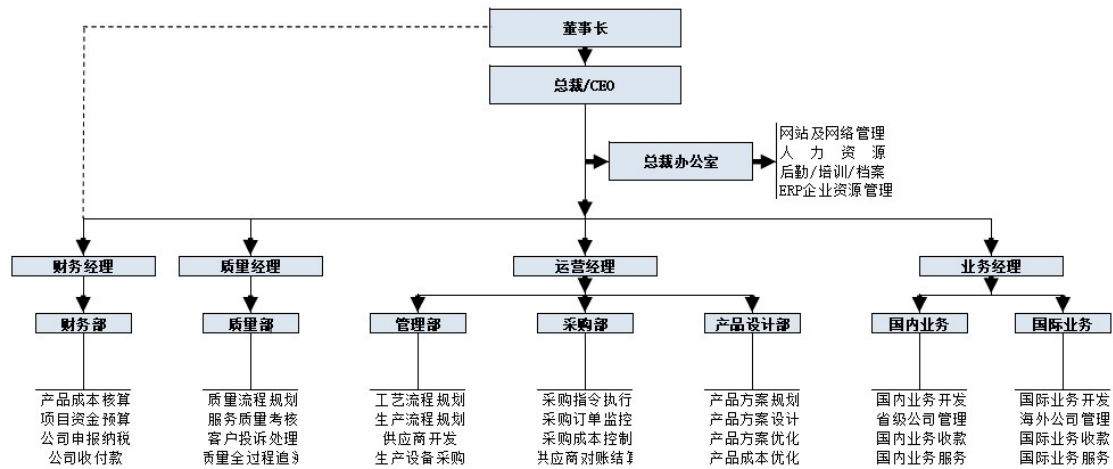 董事长
总裁/CEO
总裁办公室
网站及网络管理
人力资源
后勤/培训/档案
ERP企业资源管理
财务经理
质量经理
运营经理
业务经理
财务部
质量部
管理部
采购部
产品设计部
国内业务
国际业务
产品成本核算
项目资金预算
公司申报纳税
公司收付款
质量流程规划
服务质量考核
客户投诉处理
质量全过程追
工艺流程规划
生产流程规划
供应商开发
生产设备采购
采购指令执行
采购订单监控
采购成本控制
供应商对账结
产品方案规划
产品方案设计
产品方案优化
产品成本优化
国内业务开发
省级公司管理
国内业务收款
国内业务服务
国际业务开发
海外公司管理
国际业务收款
国际业务服务